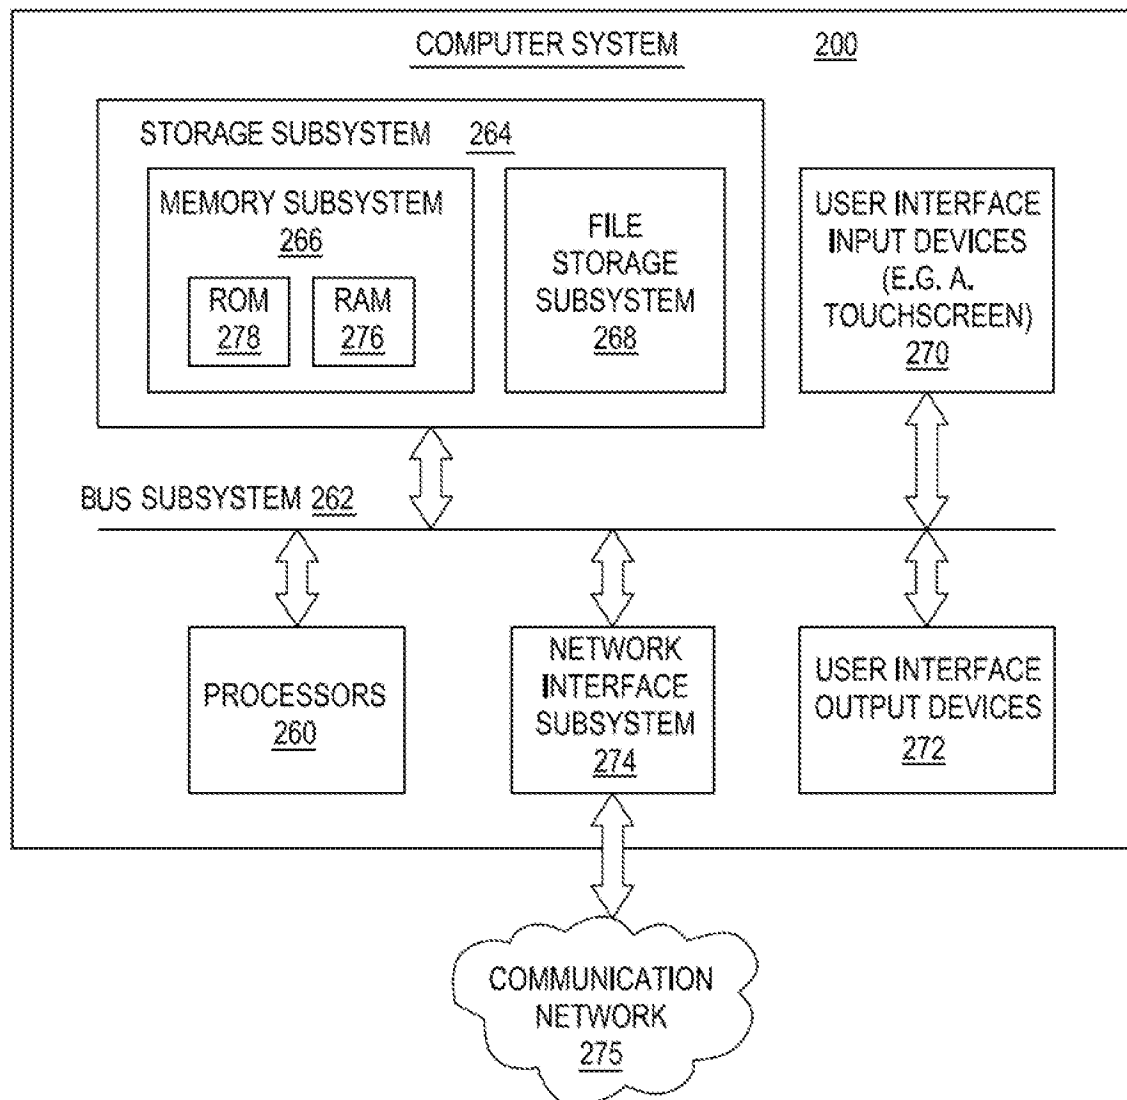 COMPUTER SYSTEM 200
STORAGE SUBSYSTEM 264
MEMORY SUBSYSTEM
266
ROM
278
RAM
276
FILE
STORAGE
SUBSYSTEM
268
USER INTERFACE
INPUT DEVICES
(E.G. A.
TOUCHSCREEN)
270
BUS SUBSYSTEM 262
PROCESSORS
260
NETWORK
INTERFACE
SUBSYSTEM
274
USER INTERFACE
OUTPUT DEVICES
272
COMMUNICATION
NETWORK
275